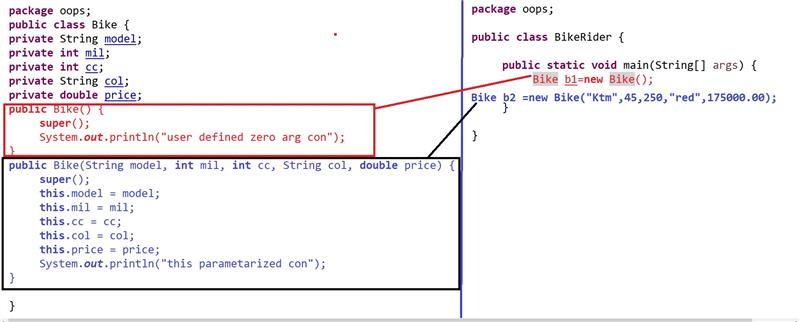 package oops;
public class Bike {
private String model;
private int mil;
private int cc;
private String col;
private double price;
public Bike() {
super();
System.out.println("user defined zero arg con");
}
public Bike(String model, int mil, int cc, String col, double price) {
super();
this.model = model;
this.mil = mil;
this.cc = cc;
this.col = col;
this.price = price;
System.out.println("this parametarized con");
}
}
package oops;
public class BikeRider {
public static void main(String[] args) {
Bike b1=new Bike();
Bike b2 =new Bike("Ktm",45,250,"red",175000.00);
}
}